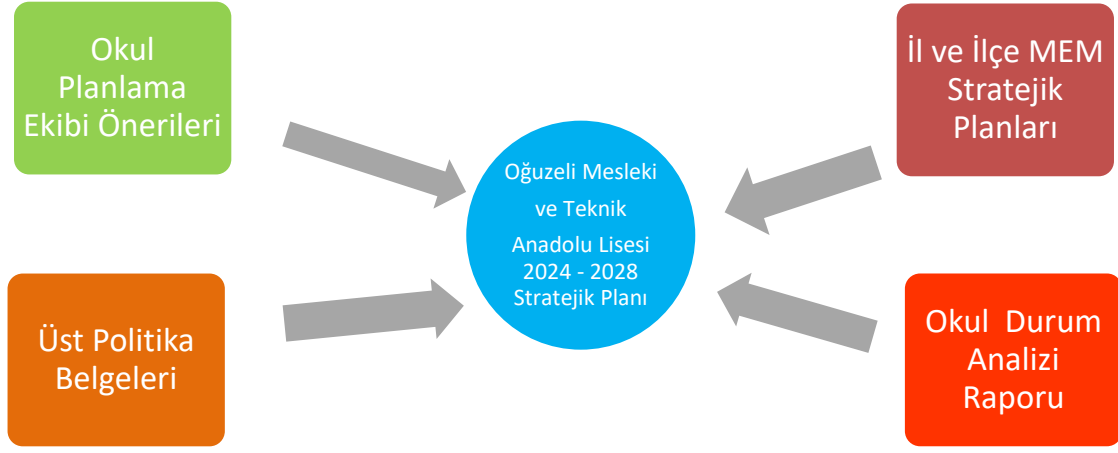 Okul
Planlama
Ekibi Önerileri
İl ve İlçe MEM
Stratejik
Planları
Oğuzeli Mesleki
ve Teknik
Anadolu Lisesi
2024 - 2028
Stratejik Planı
Üst Politika
Belgeleri
Okul Durum
Analizi
Raporu